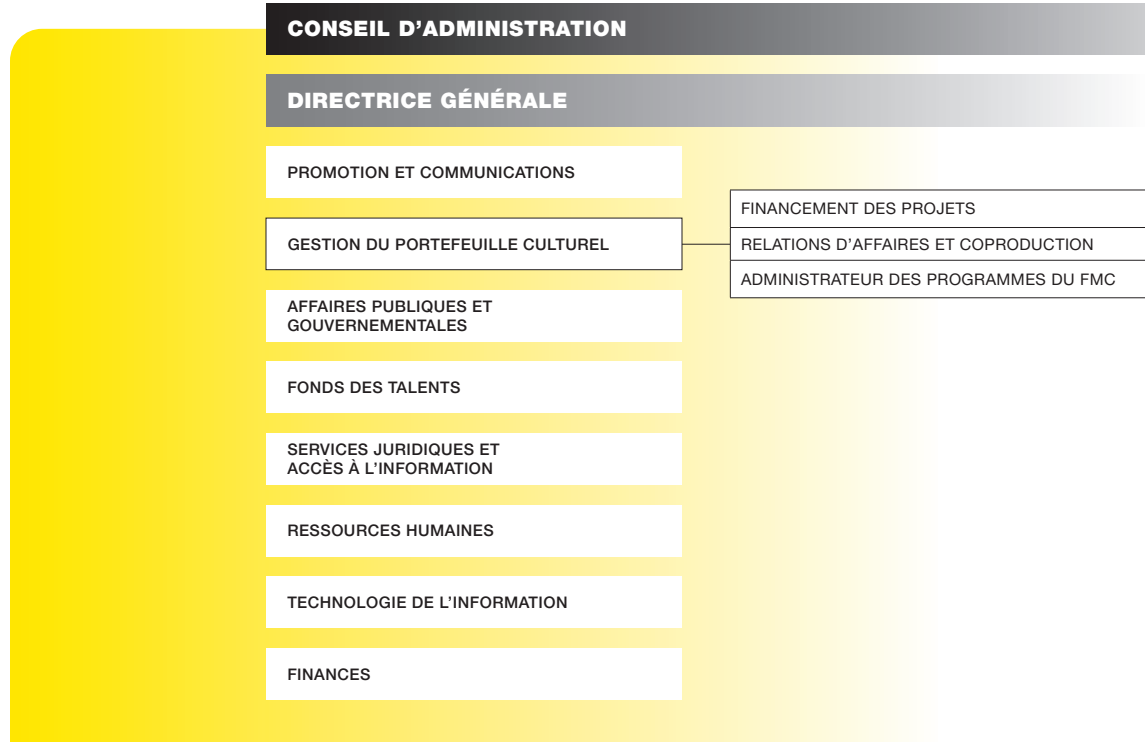 CONSEIL D’ADMINISTRATION
DIRECTRICE GÉNÉRALE
PROMOTION ET COMMUNICATIONS
GESTION DU PORTEFEUILLE CULTUREL
FINANCEMENT DES PROJETS
RELATIONS D’AFFAIRES ET COPRODUCTION
ADMINISTRATEUR DES PROGRAMMES DU FMC
AFFAIRES PUBLIQUES ET
GOUVERNEMENTALES
FONDS DES TALENTS
SERVICES JURIDIQUES ET
ACCÈS À L’INFORMATION
RESSOURCES HUMAINES
TECHNOLOGIE DE L’INFORMATION
FINANCES